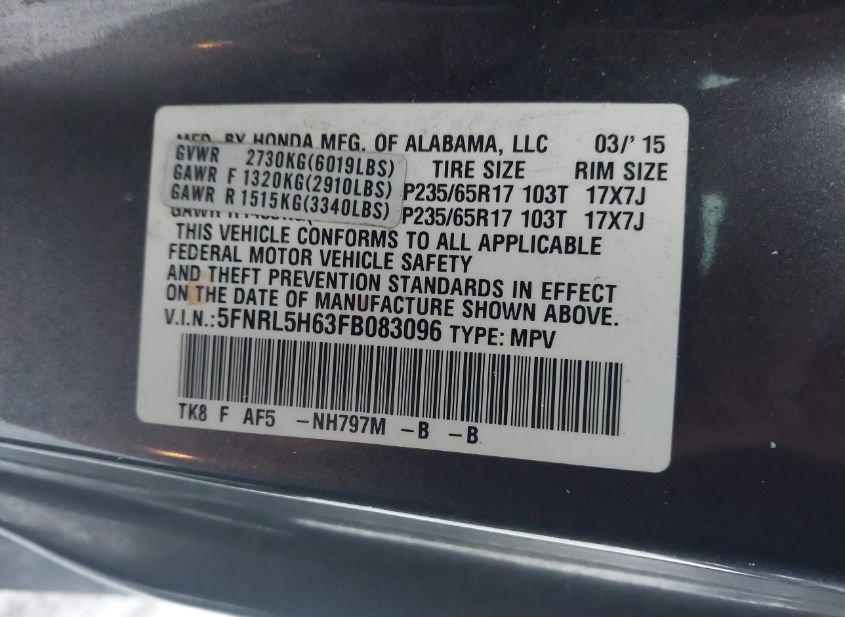 MFD. BY HONDA MFG. OF ALABAMA, LLC 03/' 15
GVWR 2730KG(6019LBS) TIRE SIZE RIM SIZE
GAWR F 1320KG(2910LBS) P235/65R17 103T 17X7J
GAWR R 1515KG(3340LBS) P235/65R17 103T 17X7J
THIS VEHICLE CONFORMS TO ALL APPLICABLE
FEDERAL MOTOR VEHICLE SAFETY
AND THEFT PREVENTION STANDARDS IN EFFECT
ON THE DATE OF MANUFACTURE SHOWN ABOVE.
V.I.N.:5FNRL5H63FB083096 TYPE: MPV
TK8 F AF5 -NH797M -B -B